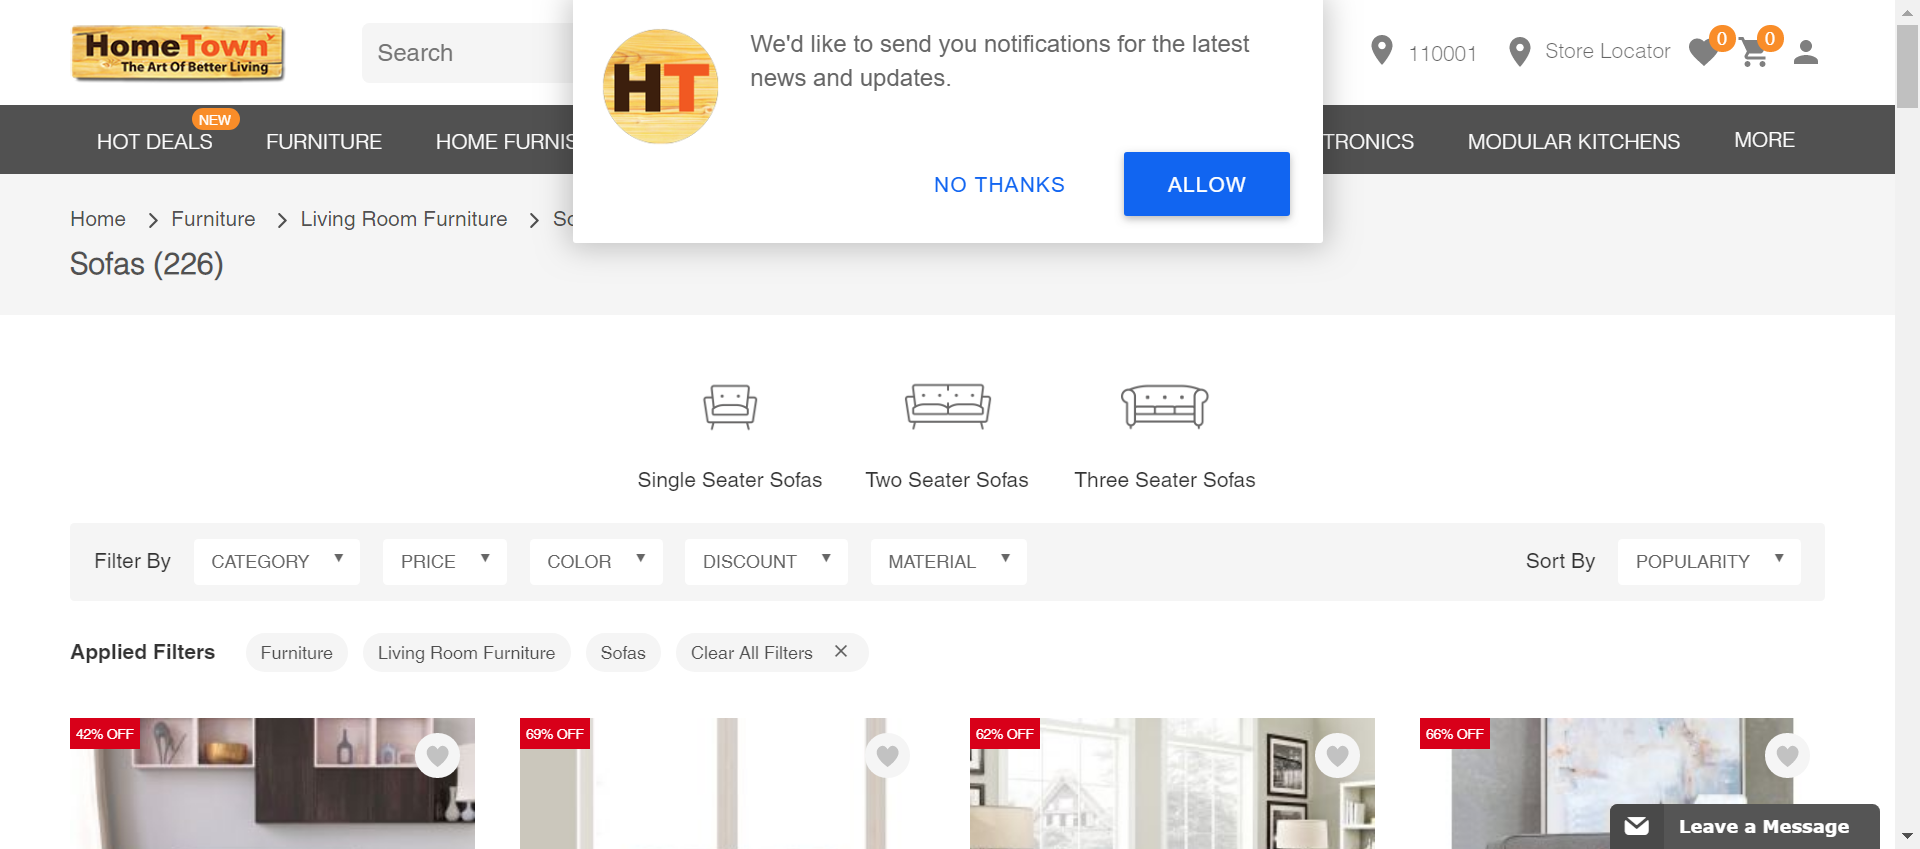 HomeTown
The Art Of Better Living
Search
We'd like to send you notifications for the latest
news and updates.
HT
NO THANKS
ALLOW
110001
Store Locator
0
0
HOT DEALS
NEW
FURNITURE
HOME FURNIS
TRONICS
MODULAR KITCHENS
MORE
Home
Furniture
Living Room Furniture
So
Sofas (226)
Single Seater Sofas
Two Seater Sofas
Three Seater Sofas
Filter By
CATEGORY
PRICE
COLOR
DISCOUNT
MATERIAL
Sort By
POPULARITY
Applied Filters
Furniture
Living Room Furniture
Sofas
Clear All Filters
42% OFF
69% OFF
62% OFF
66% OFF
Leave a Message